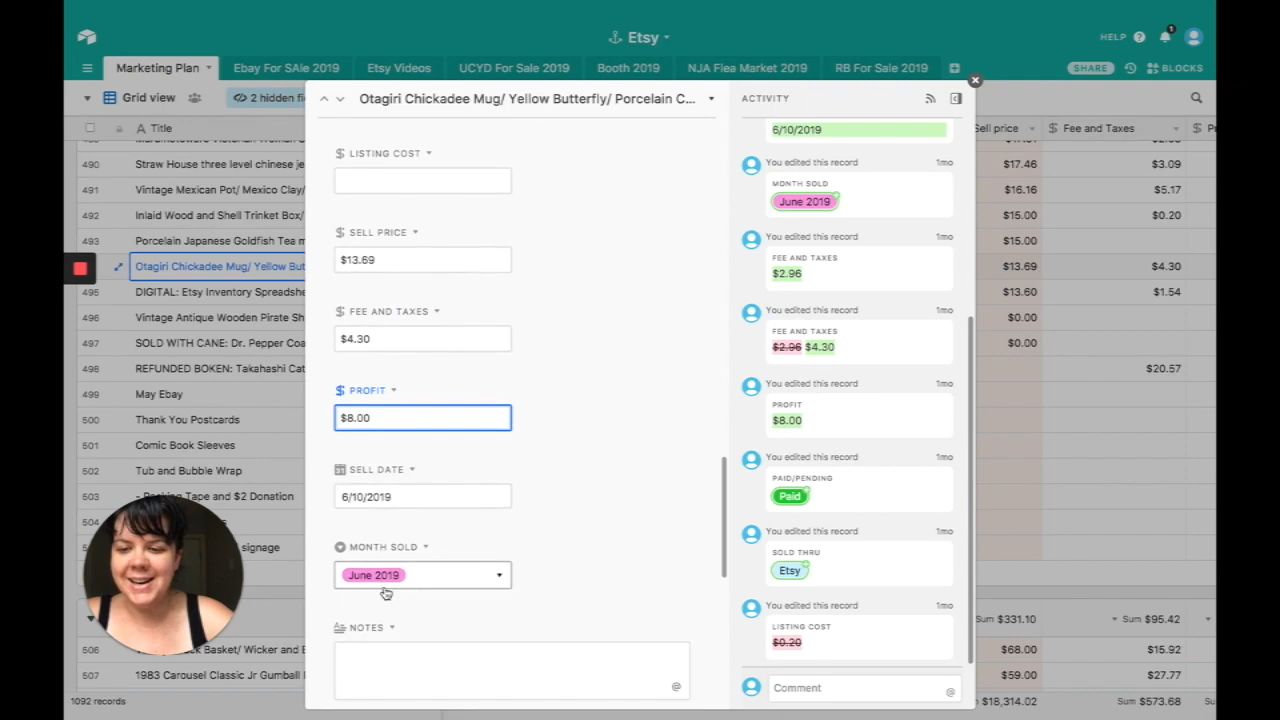 Etsy
HELP
1
Marketing Plan
Ebay For SAle 2019
Etsy Videos
UCYD For Sale 2019
Booth 2019
NJA Flea Market 2019
RB For Sale 2019
SHARE
BLOCKS
Grid view
2 hidden fi
Title
Sell price
Fee and Taxes
490 Straw House three level chinese je $17.46 $3.09
491 Vintage Mexican Pot/ Mexico Clay/ $16.16 $5.17
492 Inlaid Wood and Shell Trinket Box/ $15.00 $0.20
493 Porcelain Japanese Goldfish Tea m $15.00
Otagiri Chickadee Mug/ Yellow But $13.69 $4.30
495 DIGITAL: Etsy Inventory Spreadshe $13.60 $1.54
496 Vintage Antique Wooden Pirate Sh $0.00
497 SOLD WITH CANE: Dr. Pepper Coa $0.00
498 REFUNDED BOKEN: Takahashi Cat $20.57
499 May Ebay
500 Thank You Postcards
501 Comic Book Sleeves
502 Tub and Bubble Wrap
503 - Packing Tape and $2 Donation
504
signage
Sum $331.10 Sum $95.42
506 Basket/ Wicker and E $68.00 $15.92
507 1983 Carousel Classic Jr Gumball $59.00 $27.77
1092 records
$18,314.02 Sum $573.68
Otagiri Chickadee Mug/ Yellow Butterfly/ Porcelain C...
LISTING COST
SELL PRICE
$13.69
FEE AND TAXES
$4.30
PROFIT
$8.00
SELL DATE
6/10/2019
MONTH SOLD
June 2019
NOTES
@
ACTIVITY
6/10/2019
You edited this record 1mo
MONTH SOLD
June 2019
You edited this record 1mo
FEE AND TAXES
$2.96
You edited this record 1mo
FEE AND TAXES
$2.96 $4.30
You edited this record 1mo
PROFIT
$8.00
You edited this record 1mo
PAID/PENDING
Paid
You edited this record 1mo
SOLD THRU
Etsy
You edited this record 1mo
LISTING COST
$0.20
Comment
@